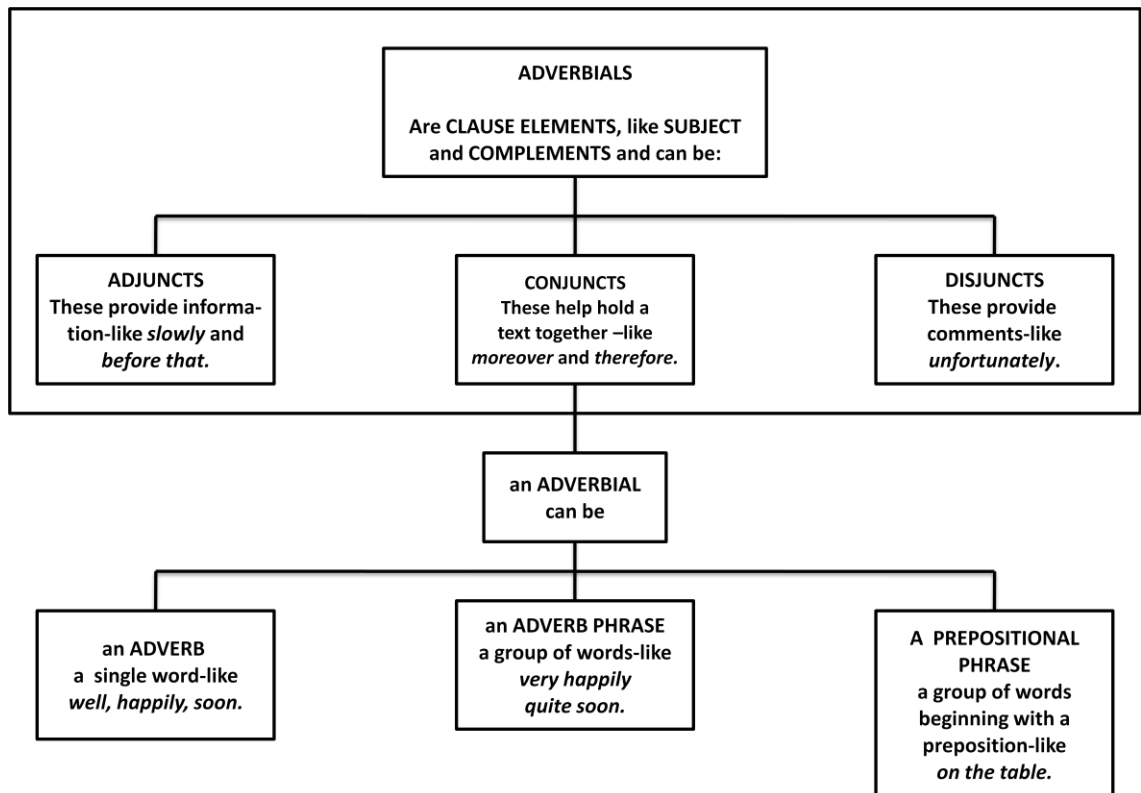 ADVERBIALS
Are CLAUSE ELEMENTS, like SUBJECT
and COMPLEMENTS and can be:
ADJUNCTS
These provide informa-
tion-like slowly and
before that.
CONJUNCTS
These help hold a
text together –like
moreover and therefore.
DISJUNCTS
These provide
comments-like
unfortunately.
an ADVERBIAL
can be
an ADVERB
a single word-like
well, happily, soon.
an ADVERB PHRASE
a group of words-like
very happily
quite soon.
A PREPOSITIONAL
PHRASE
a group of words
beginning with a
preposition-like
on the table.